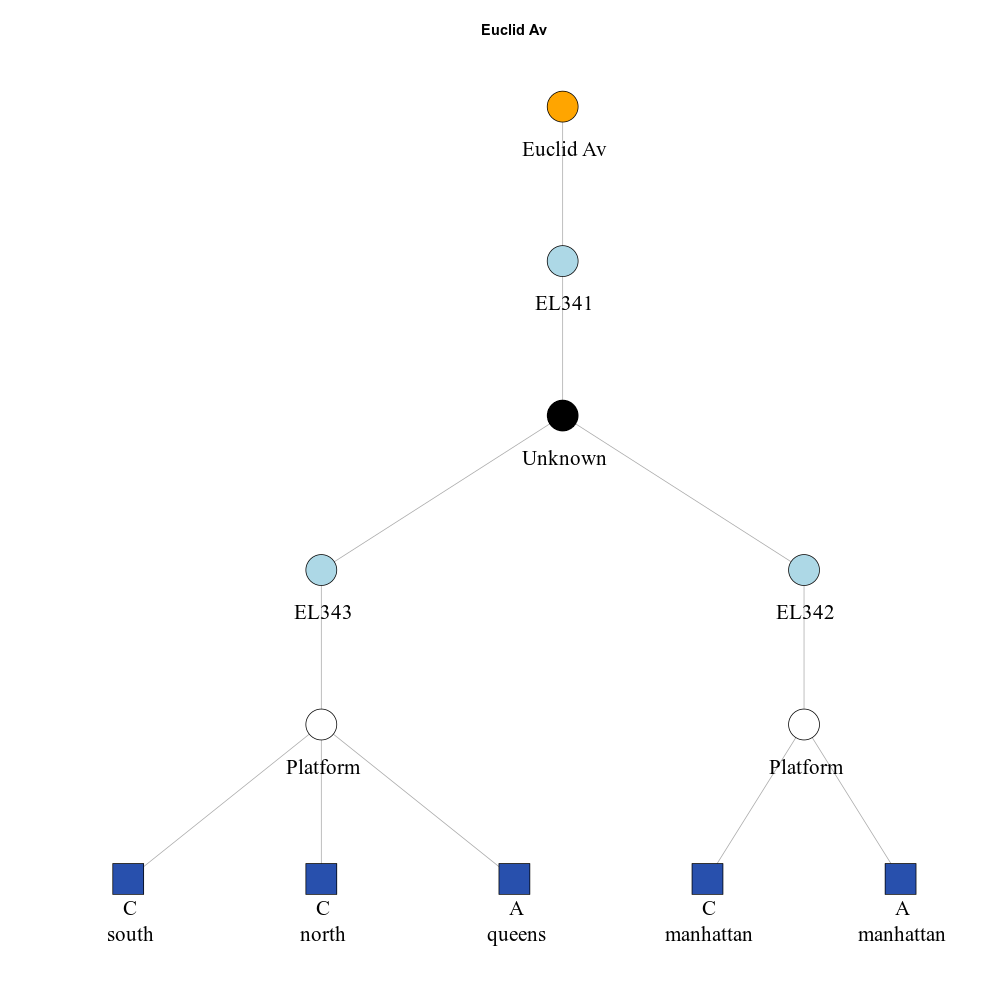 Euclid Av
Euclid Av
EL341
Unknown
EL343
EL342
Platform
Platform
C
south
C
north
A
queens
C
manhattan
A
manhattan